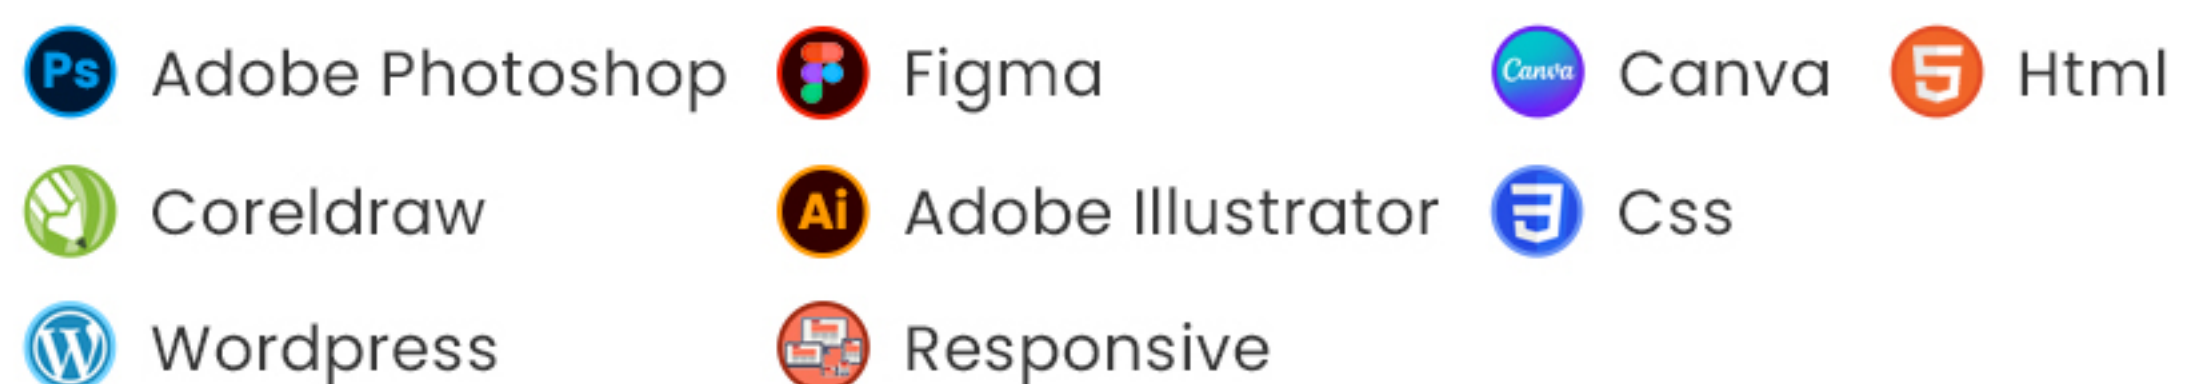 Ps Adobe Photoshop Figma Canva Canva Html
Coreldraw Ai Adobe Illustrator Css
Wordpress Responsive